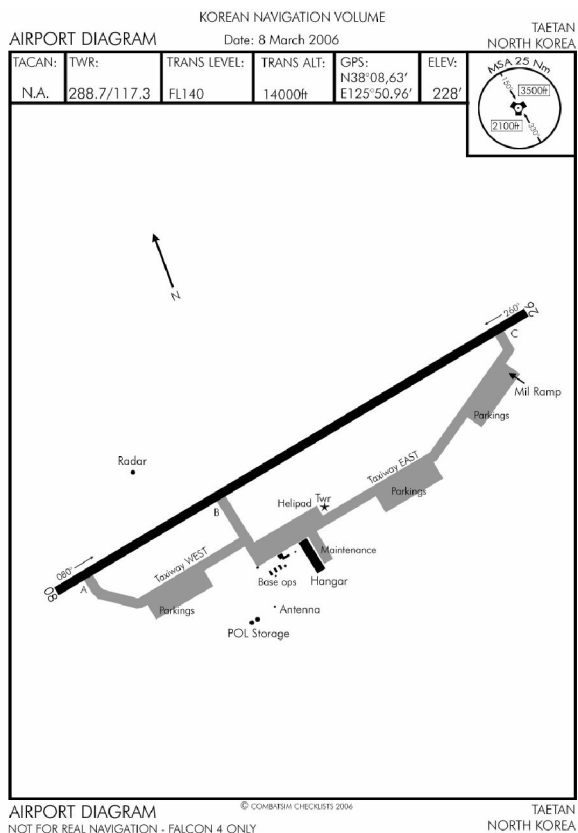 KOREAN NAVIGATION VOLUME
AIRPORT DIAGRAM
Date: 8 March 2006
TAETAN
NORTH KOREA
TACAN:
N.A.
TWR:
288.7/117.3
TRANS LEVEL:
FL140
TRANS ALT:
14000ft
GPS:
N38°08,63'
E125°50.96'
ELEV:
228'
MSA 25 Nm
150°
3500ft
2100ft
330°
N
260°
26
C
Mil Ramp
Parkings
Radar
Taxiway EAST
Parkings
B
Helipad
Twr
Maintenance
Taxiway WEST
080°
08
A
Base ops
Hangar
Parkings
Antenna
POL Storage
© COMBATSIM CHECKLISTS 2006
AIRPORT DIAGRAM
NOT FOR REAL NAVIGATION - FALCON 4 ONLY
TAETAN
NORTH KOREA